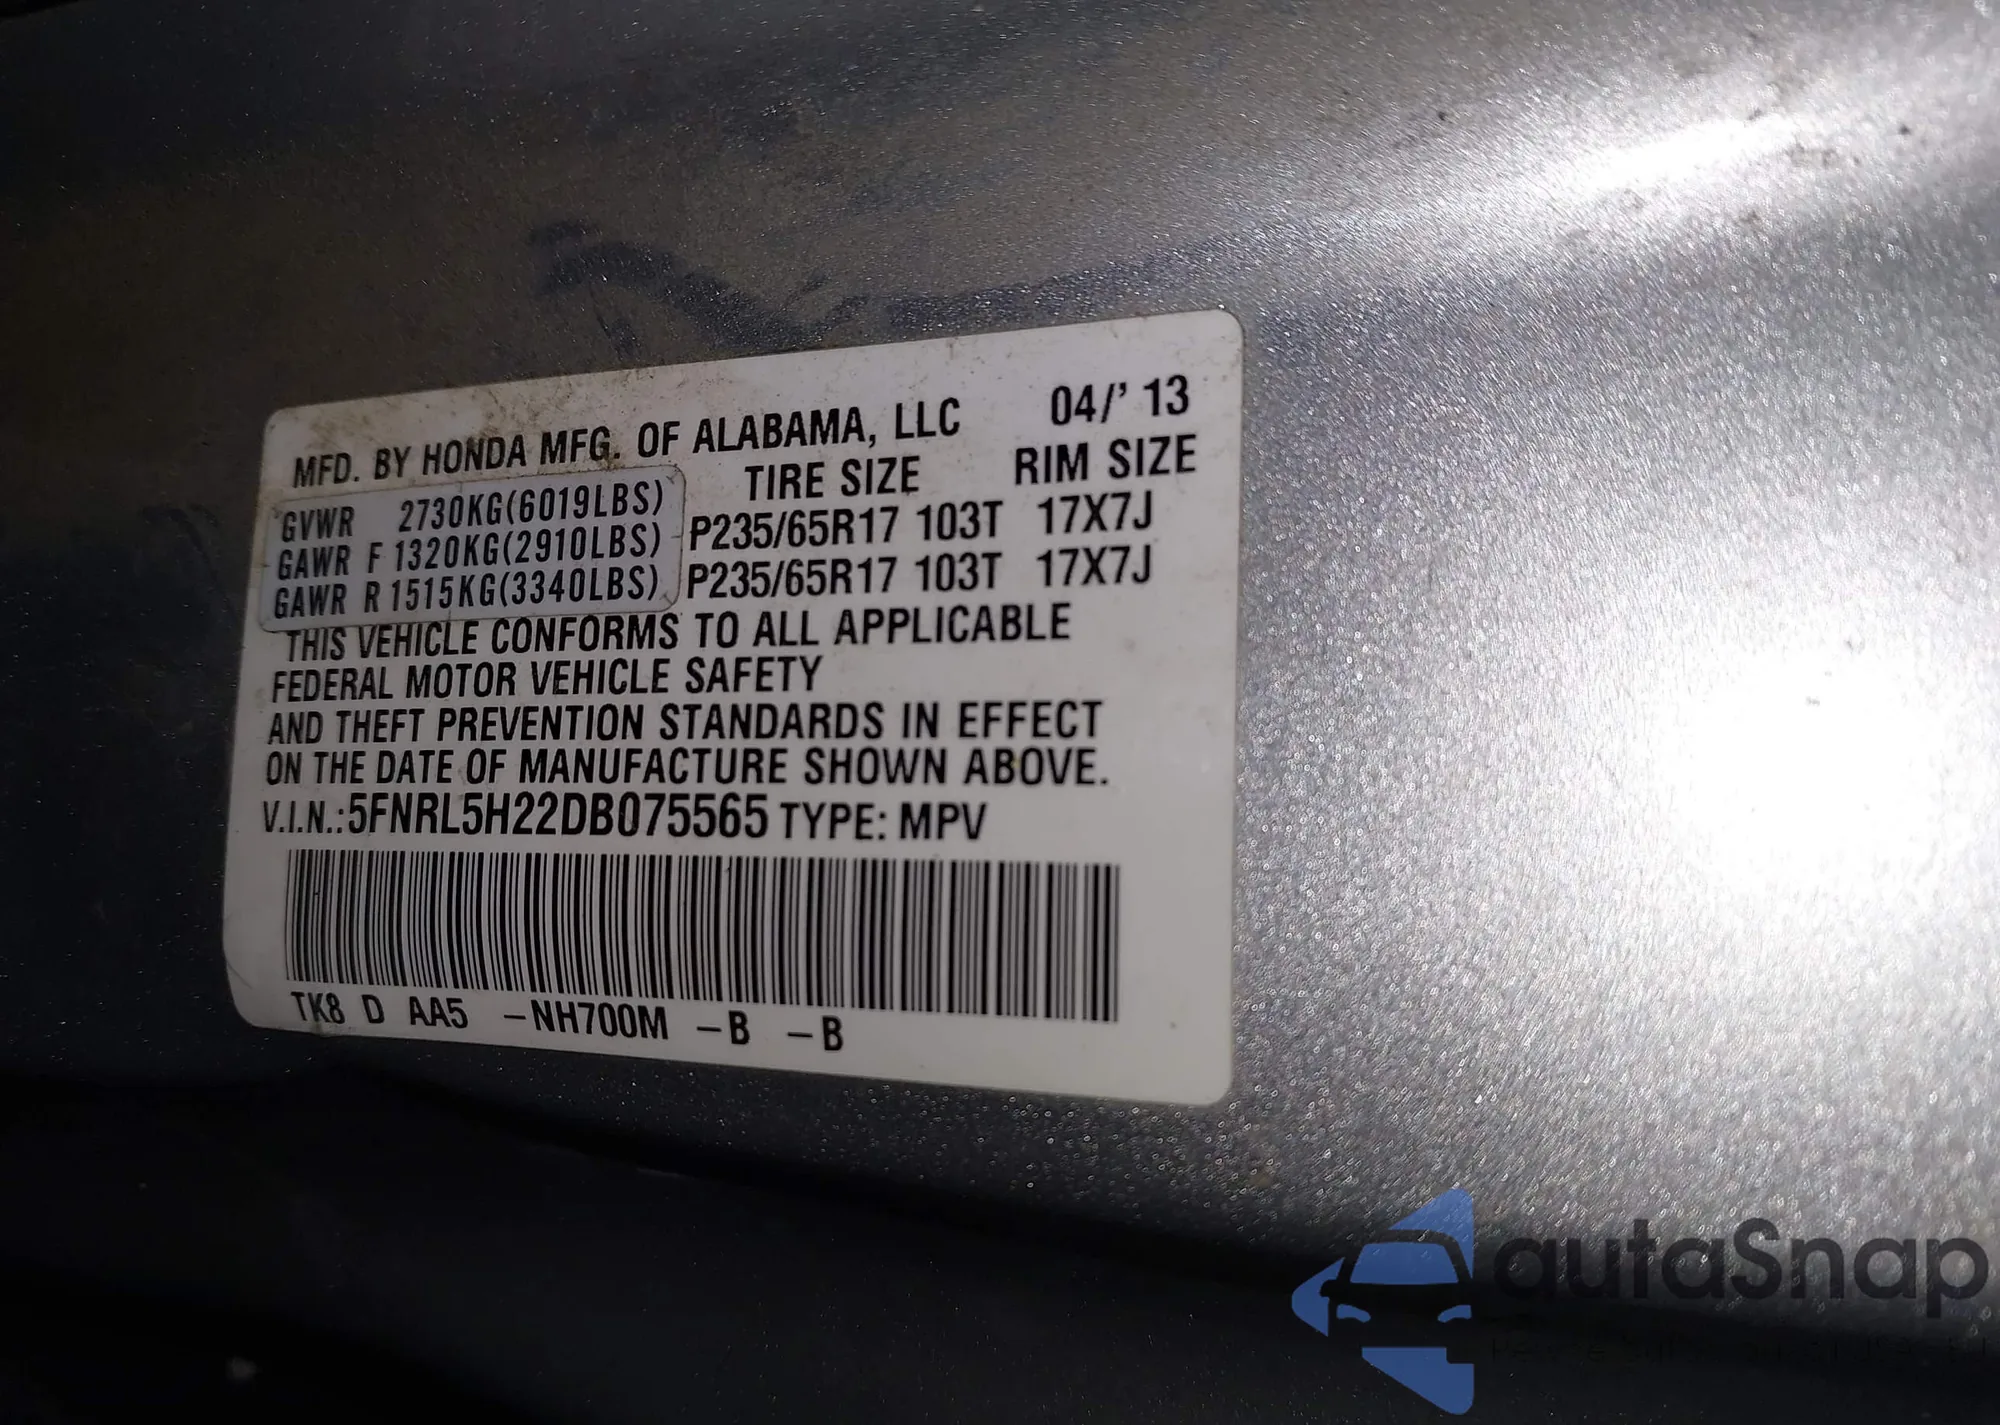 MFD. BY HONDA MFG. OF ALABAMA, LLC 04/' 13
TIRE SIZE RIM SIZE
GVWR 2730KG(6019LBS)
GAWR F 1320KG(2910LBS) P235/65R17 103T 17X7J
GAWR R 1515KG(3340LBS) P235/65R17 103T 17X7J
THIS VEHICLE CONFORMS TO ALL APPLICABLE
FEDERAL MOTOR VEHICLE SAFETY
AND THEFT PREVENTION STANDARDS IN EFFECT
ON THE DATE OF MANUFACTURE SHOWN ABOVE.
V.I.N.:5FNRL5H22DB075565 TYPE: MPV
TK8 D AA5 -NH700M -B -B
autaSnap